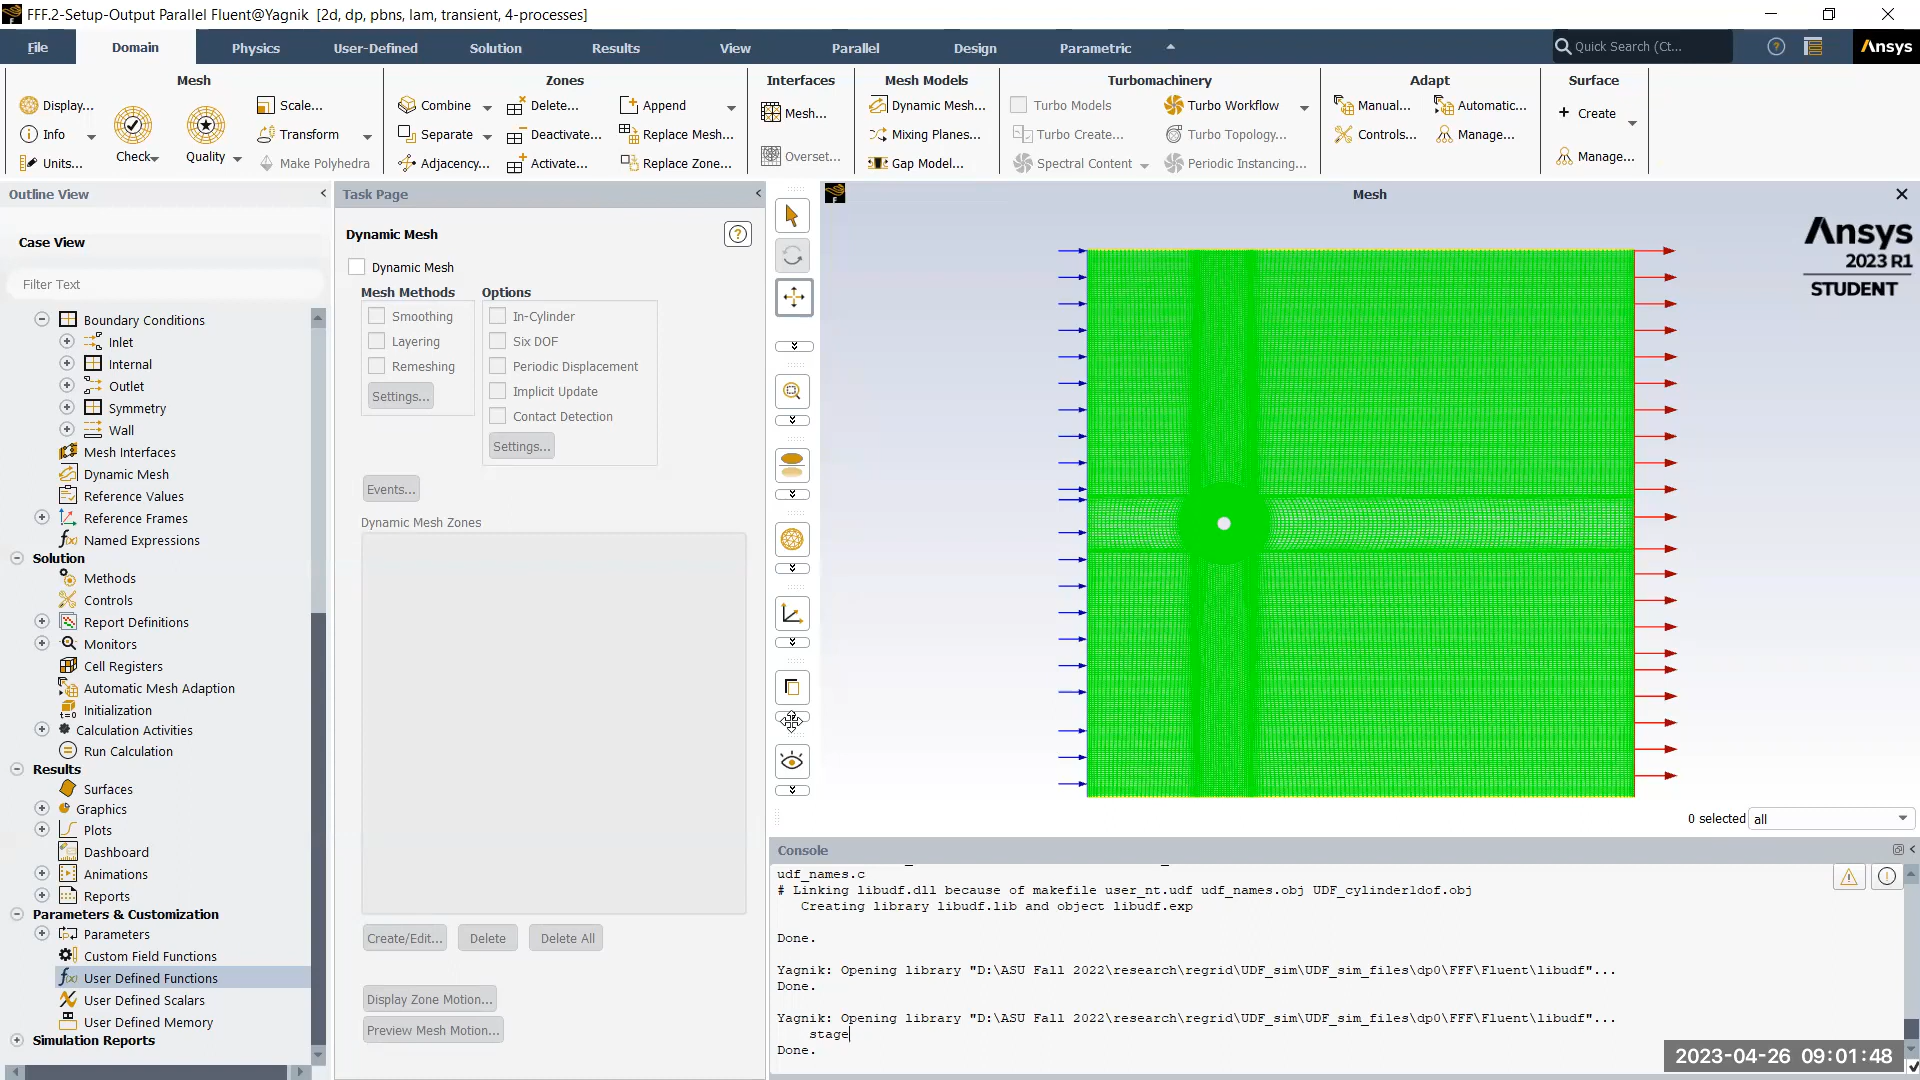 FFF.2-Setup-Output Parallel Fluent@Yagnik [2d, dp, pbns, lam, transient, 4-processes]
File
Domain
Physics
User-Defined
Solution
Results
View
Parallel
Design
Parametric
Quick Search (Ct...
Ansys
Mesh
Zones
Interfaces
Mesh Models
Turbomachinery
Adapt
Surface
Display...
Info
Units...
Check
Quality
Scale...
Transform
Make Polyhedra
Combine
Separate
Adjacency...
Delete...
Deactivate...
Activate...
Append
Replace Mesh...
Replace Zone...
Mesh...
Overset...
Dynamic Mesh...
Mixing Planes...
Gap Model...
Turbo Models
Turbo Create...
Spectral Content
Turbo Workflow
Turbo Topology...
Periodic Instancing...
Manual...
Controls...
Automatic...
Manage...
Create
Manage...
Outline View
Case View
Filter Text
Boundary Conditions
Inlet
Internal
Outlet
Symmetry
Wall
Mesh Interfaces
Dynamic Mesh
Reference Values
Reference Frames
Named Expressions
Solution
Methods
Controls
Report Definitions
Monitors
Cell Registers
Automatic Mesh Adaption
Initialization
Calculation Activities
Run Calculation
Results
Surfaces
Graphics
Plots
Dashboard
Animations
Reports
Parameters & Customization
Parameters
Custom Field Functions
User Defined Functions
User Defined Scalars
User Defined Memory
Simulation Reports
Task Page
Dynamic Mesh
Dynamic Mesh
Mesh Methods
Smoothing
Layering
Remeshing
Settings...
Options
In-Cylinder
Six DOF
Periodic Displacement
Implicit Update
Contact Detection
Settings...
Events...
Dynamic Mesh Zones
Create/Edit...
Delete
Delete All
Display Zone Motion...
Preview Mesh Motion...
Mesh
Ansys
2023 R1
STUDENT
0 selected
all
Console
udf_names.c
# Linking libudf.dll because of makefile user_nt.udf udf_names.obj UDF_cylinder1dof.obj
Creating library libudf.lib and object libudf.exp
Done.
Yagnik: Opening library "D:\ASU Fall 2022\research\regrid\UDF_sim\UDF_sim_files\dp0\FFF\Fluent\libudf"...
Done.
Yagnik: Opening library "D:\ASU Fall 2022\research\regrid\UDF_sim\UDF_sim_files\dp0\FFF\Fluent\libudf"...
stage
Done.
2023-04-26 09:01:48